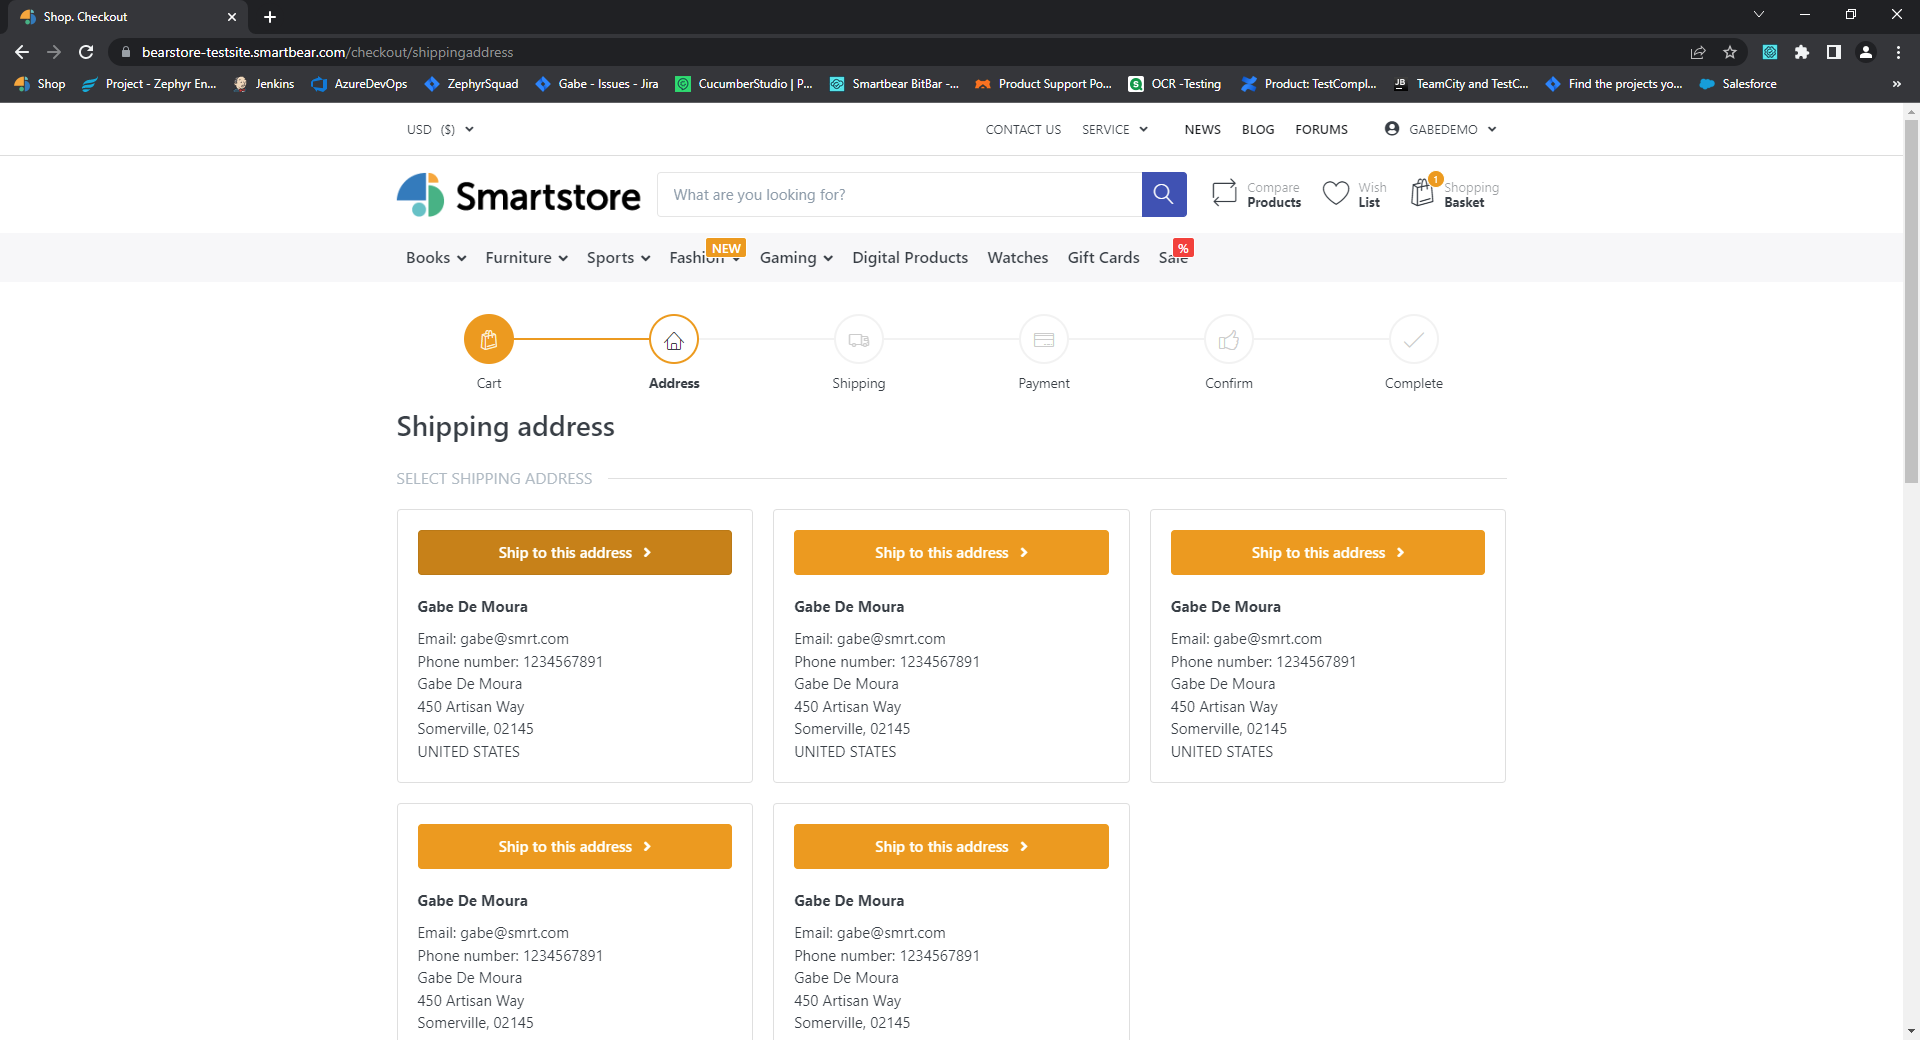 Shop. Checkout
bearstore-testsite.smartbear.com/checkout/shippingaddress
Shop Project - Zephyr En... Jenkins AzureDevOps ZephyrSquad Gabe - Issues - Jira CucumberStudio | P... Smartbear BitBar -... Product Support Po... OCR -Testing Product: TestCompl... TeamCity and TestC... Find the projects yo... Salesforce »
USD ($) CONTACT US SERVICE NEWS BLOG FORUMS GABEDEMO
Smartstore What are you looking for? Compare Products Wish List 1 Shopping Basket
Books Furniture Sports Fashion NEW Gaming Digital Products Watches Gift Cards Sale %
Cart Address Shipping Payment Confirm Complete
Shipping address
SELECT SHIPPING ADDRESS
Ship to this address Ship to this address Ship to this address
Gabe De Moura Gabe De Moura Gabe De Moura
Email: gabe@smrt.com Email: gabe@smrt.com Email: gabe@smrt.com
Phone number: 1234567891 Phone number: 1234567891 Phone number: 1234567891
Gabe De Moura Gabe De Moura Gabe De Moura
450 Artisan Way 450 Artisan Way 450 Artisan Way
Somerville, 02145 Somerville, 02145 Somerville, 02145
UNITED STATES UNITED STATES UNITED STATES
Ship to this address Ship to this address
Gabe De Moura Gabe De Moura
Email: gabe@smrt.com Email: gabe@smrt.com
Phone number: 1234567891 Phone number: 1234567891
Gabe De Moura Gabe De Moura
450 Artisan Way 450 Artisan Way
Somerville, 02145 Somerville, 02145